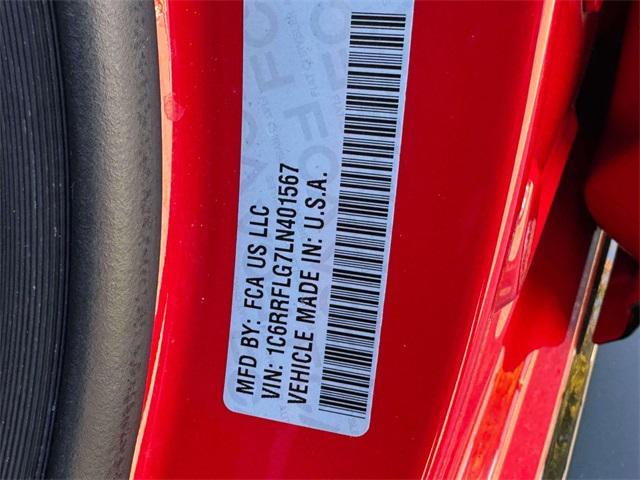 MFD BY: FCA US LLC
VIN: 1C6RRFLG7LN401567
VEHICLE MADE IN: U.S.A.